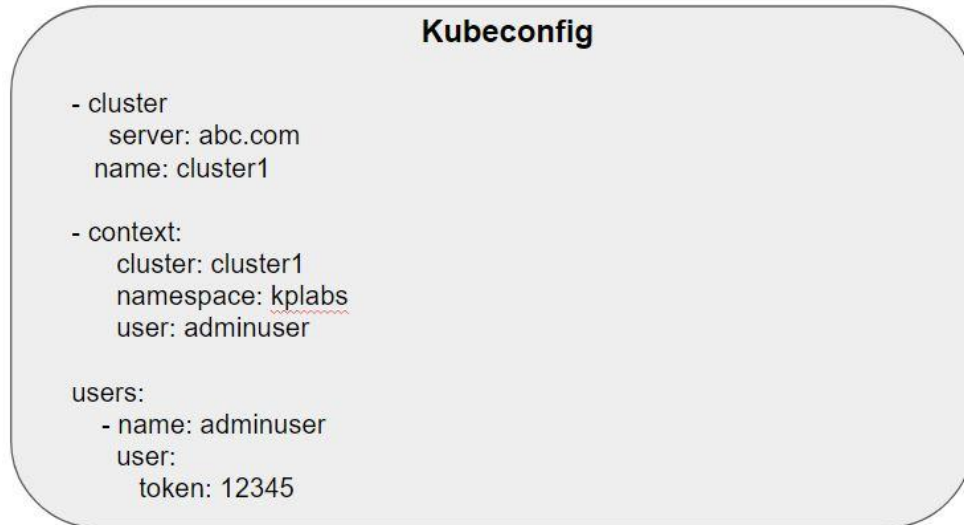 Kubeconfig
- cluster
server: abc.com
name: cluster1
- context:
cluster: cluster1
namespace: kplabs
user: adminuser
users:
- name: adminuser
user:
token: 12345